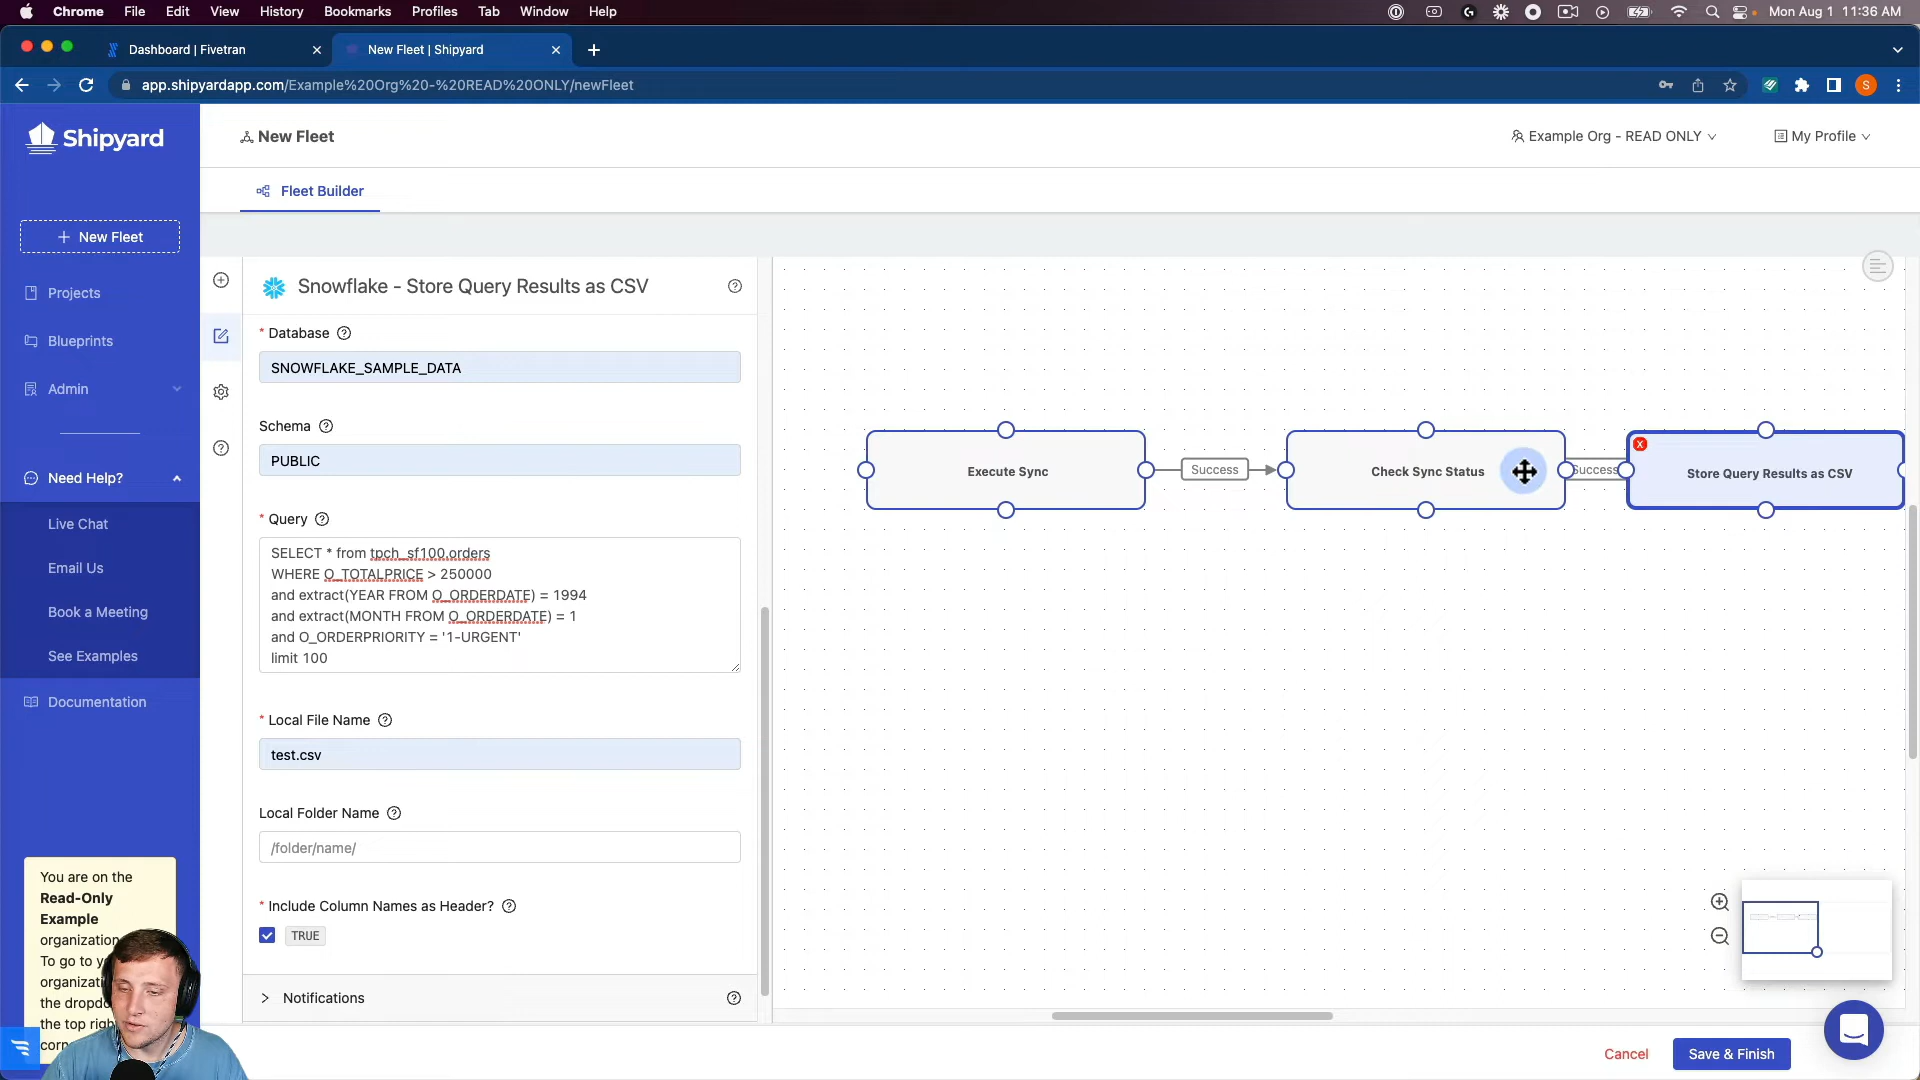 Chrome File Edit View History Bookmarks Profiles Tab Window Help Mon Aug 1 11:36 AM
Dashboard | Fivetran
New Fleet | Shipyard
app.shipyardapp.com/Example%20Org%20-%20READ%20ONLY/newFleet
S
Shipyard
New Fleet
Example Org - READ ONLY
My Profile
Fleet Builder
+ New Fleet
Projects
Blueprints
Admin
Need Help?
Live Chat
Email Us
Book a Meeting
See Examples
Documentation
You are on the
Read-Only
Example
organization
To go to
the top
Snowflake - Store Query Results as CSV
* Database
SNOWFLAKE_SAMPLE_DATA
Schema
PUBLIC
* Query
SELECT * from tpch_sf100.orders
WHERE O_TOTALPRICE > 250000
and extract(YEAR FROM O_ORDERDATE) = 1994
and extract(MONTH FROM O_ORDERDATE) = 1
and O_ORDERPRIORITY = '1-URGENT'
limit 100
* Local File Name
test.csv
Local Folder Name
/folder/name/
* Include Column Names as Header?
TRUE
Notifications
Execute Sync
Success
Check Sync Status
Success
X
Store Query Results as CSV
Cancel
Save & Finish